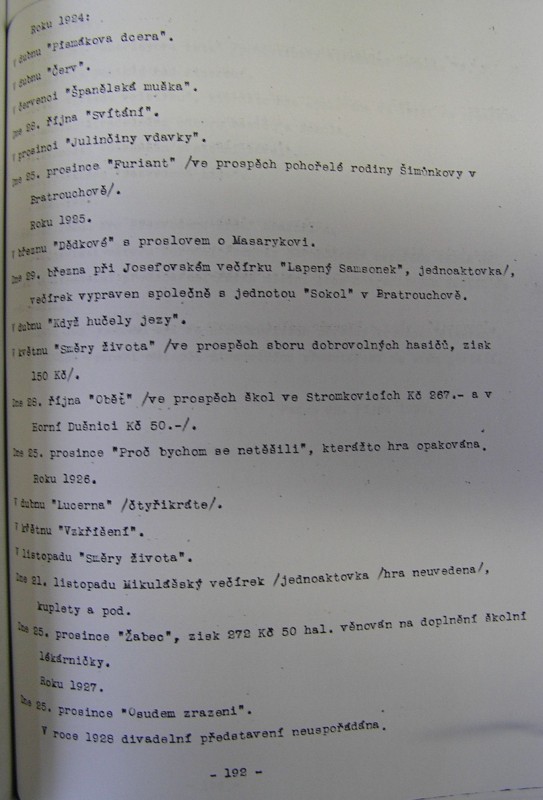 Roku 1924:
V dubnu "Písmákova dcera".
V dubnu "Červ".
V červenci "Španělská muška".
Dne 28. října "Svítání".
V prosinci "Julinčiny vdavky".
Dne 25. prosince "Furiant" /ve prospěch pohořelé rodiny Šimůnkovy v
Bratrouchově/.
Roku 1925.
V březnu "Dědkové" s proslovem o Masarykovi.
Dne 29. března při Josefovském večírku "Lapený Samsonek", jednoaktovka/,
večírek vypraven společně s jednotou "Sokol" v Bratrouchově.
V dubnu "Když hučely jezy".
V květnu "Směry života" /ve prospěch sboru dobrovolných hasičů, zisk
150 Kč/.
Dne 28. října "Oběť" /ve prospěch škol ve Stromkovicích Kč 267.- a v
Horní Dušnici Kč 50.-/.
Dne 25. prosince "Proč bychom se netěšili", kterážto hra opakována.
Roku 1926.
V dubnu "Lucerna" /čtyřikráte/.
V květnu "Vzkříšení".
V listopadu "Směry života".
Dne 21. listopadu Mikulášský večírek /jednoaktovka /hra neuvedena/,
kuplety a pod.
Dne 25. prosince "Žabec", zisk 272 Kč 50 hal. věnován na doplnění školní
lékárničky.
Roku 1927.
Dne 25. prosince "Osudem zrazeni".
V roce 1928 divadelní představení neuspořádána.
- 192 -